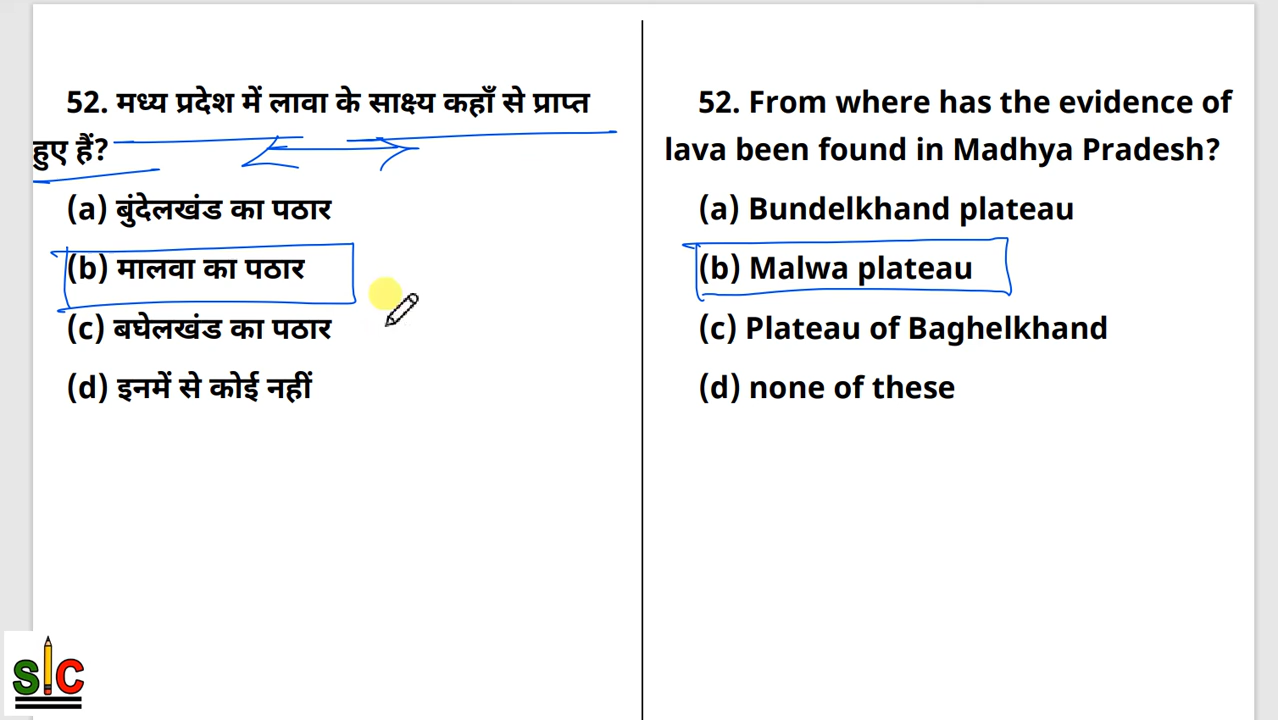 52. मध्य प्रदेश में लावा के साक्ष्य कहाँ से प्राप्त
हुए हैं?
(a) बुंदेलखंड का पठार
(b) मालवा का पठार
(c) बघेलखंड का पठार
(d) इनमें से कोई नहीं
52. From where has the evidence of
lava been found in Madhya Pradesh?
(a) Bundelkhand plateau
(b) Malwa plateau
(c) Plateau of Baghelkhand
(d) none of these
SIC